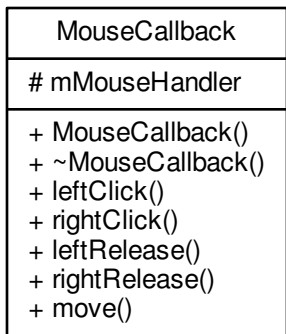 MouseCallback
# mMouseHandler
+ MouseCallback()
+ ~MouseCallback()
+ leftClick()
+ rightClick()
+ leftRelease()
+ rightRelease()
+ move()